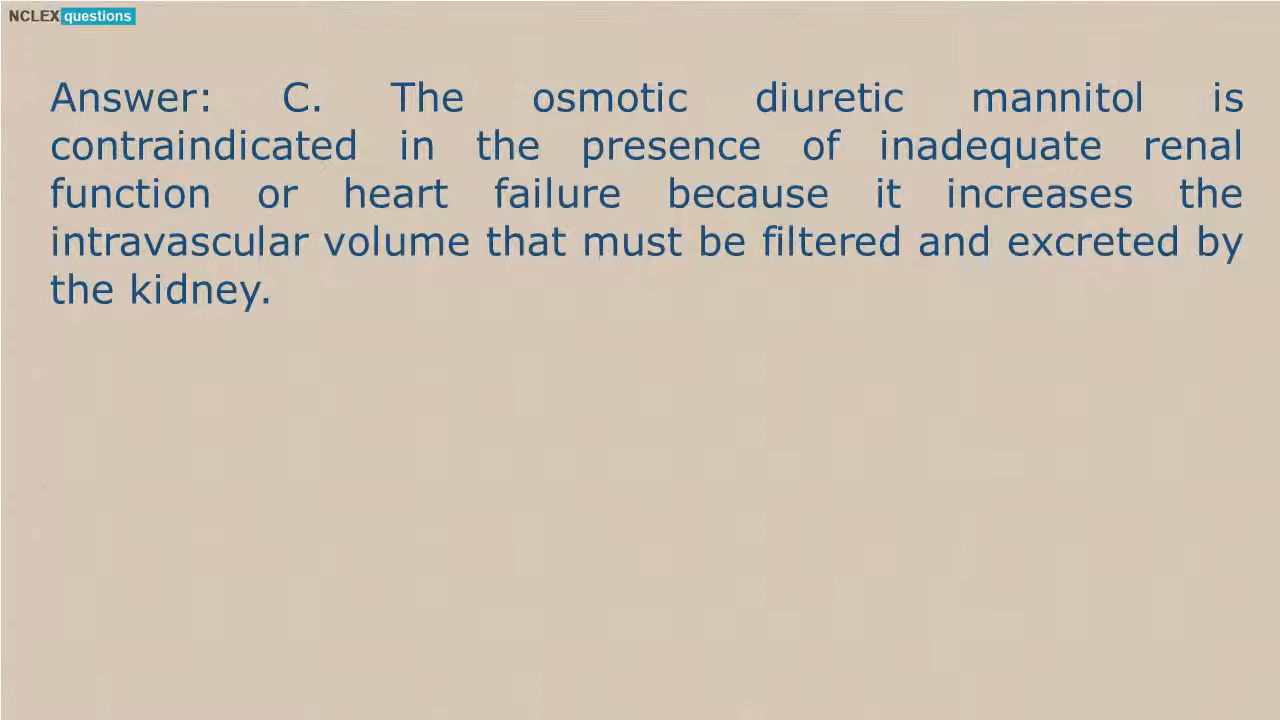 NCLEX questions
Answer: C. The osmotic diuretic mannitol is
contraindicated in the presence of inadequate renal
function or heart failure because it increases the
intravascular volume that must be filtered and excreted by
the kidney.